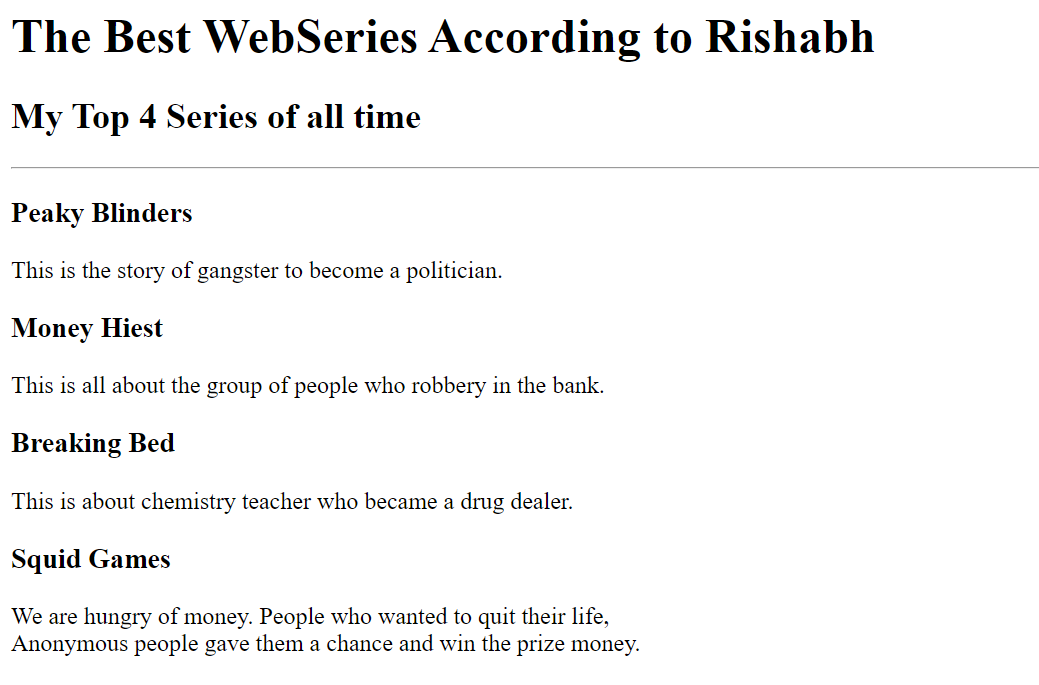 The Best WebSeries According to Rishabh
My Top 4 Series of all time
Peaky Blinders
This is the story of gangster to become a politician.
Money Hiest
This is all about the group of people who robbery in the bank.
Breaking Bed
This is about chemistry teacher who became a drug dealer.
Squid Games
We are hungry of money. People who wanted to quit their life,
Anonymous people gave them a chance and win the prize money.